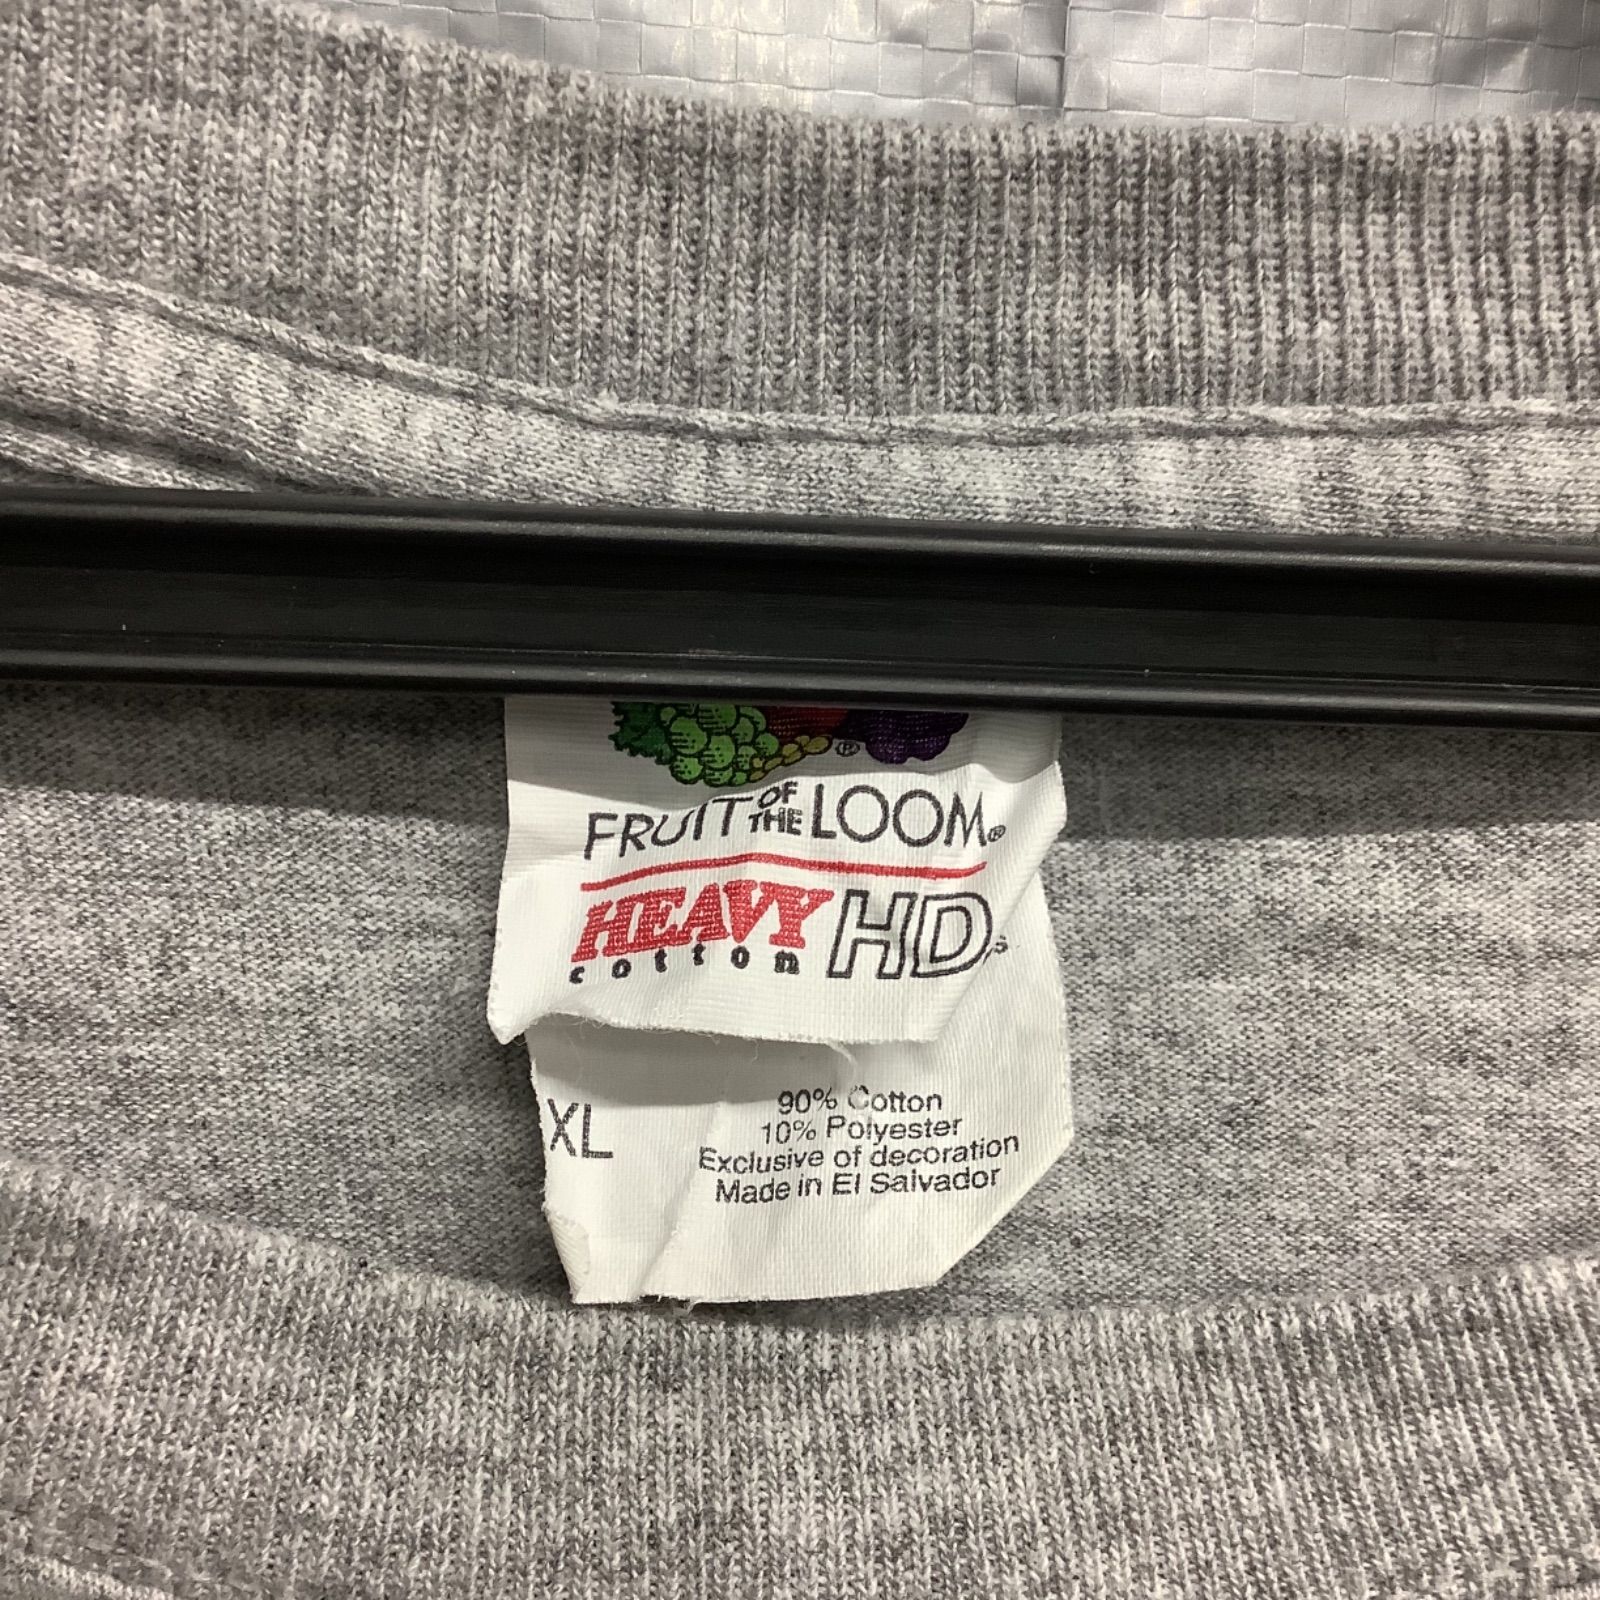 ®
FRUIT OF THE LOOM®
HEAVY cotton HD
XL
90% Cotton
10% Polyester
Exclusive of decoration
Made in El Salvador